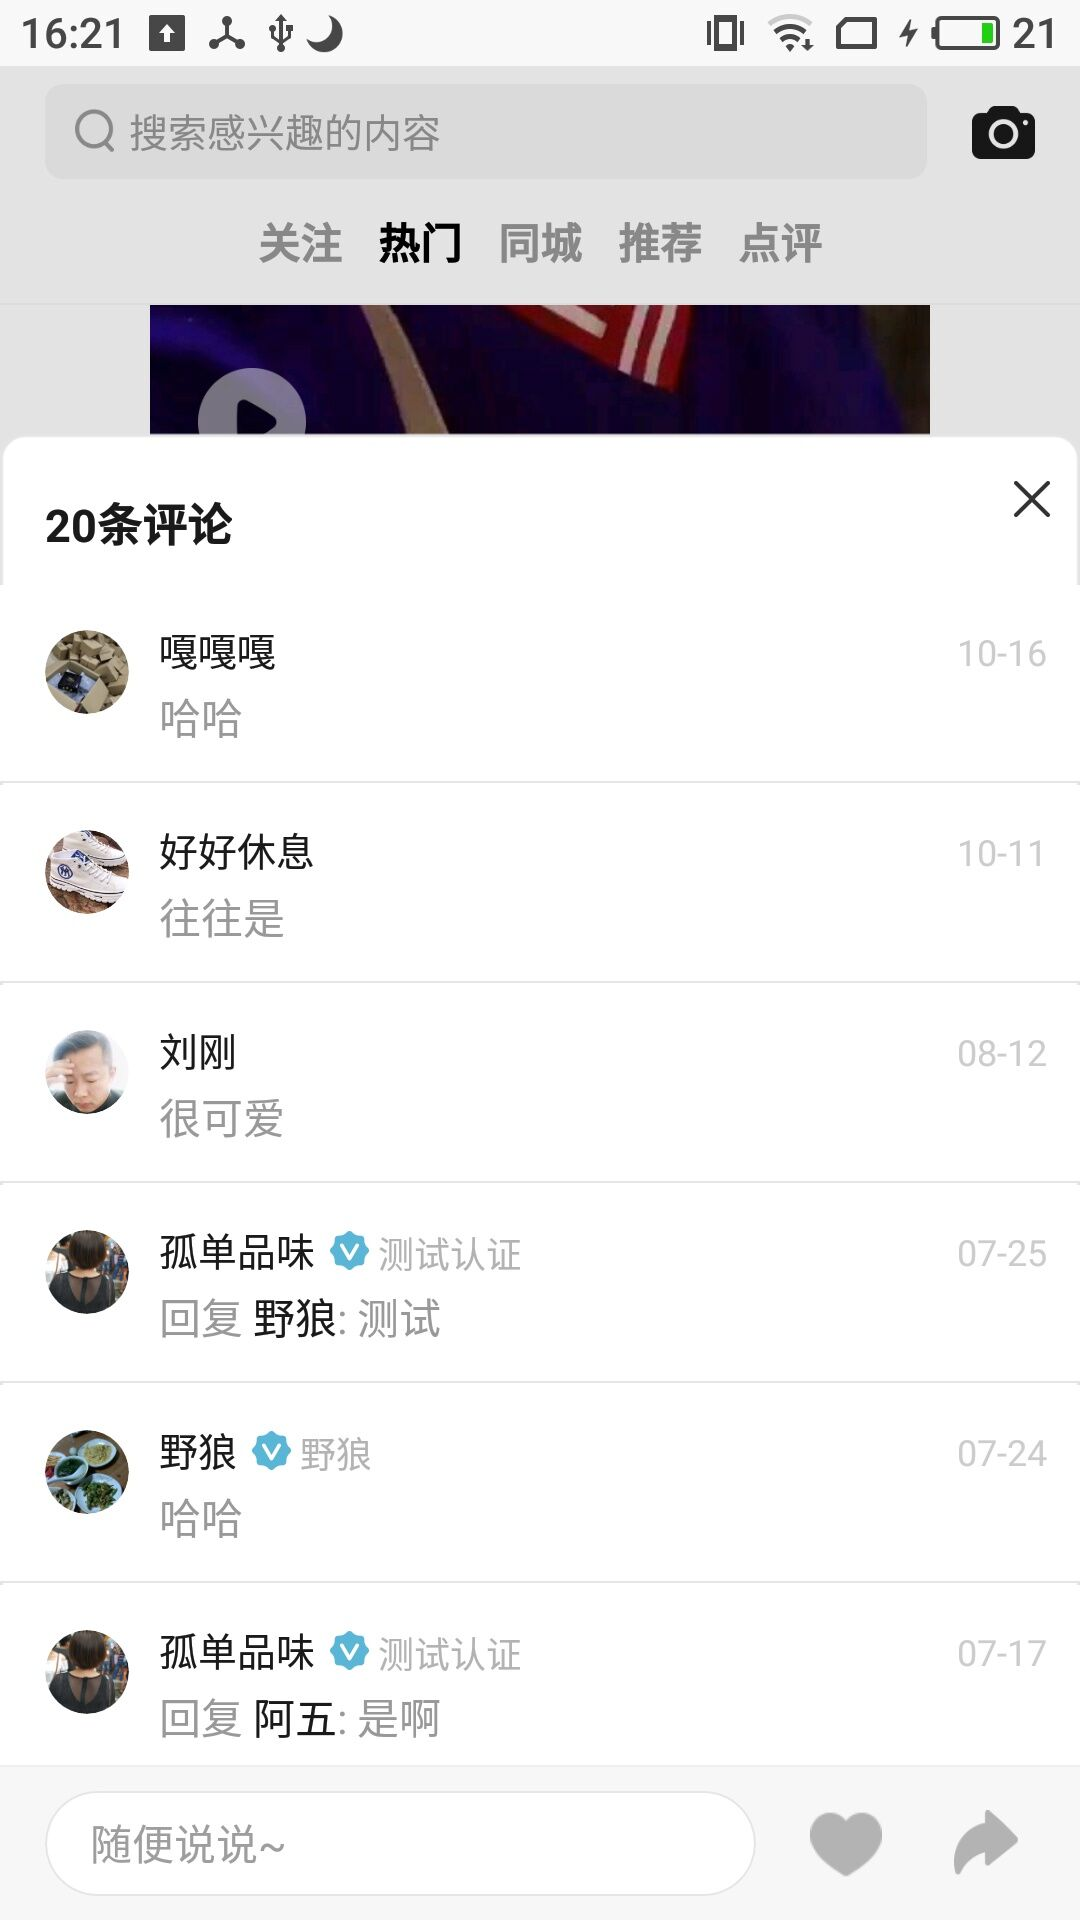 16:21
21
搜索感兴趣的内容
关注 热门 同城 推荐 点评
20条评论
嘎嘎嘎 10-16
哈哈
好好休息 10-11
往往是
刘刚 08-12
很可爱
孤单品味 测试认证 07-25
回复 野狼: 测试
野狼 野狼 07-24
哈哈
孤单品味 测试认证 07-17
回复 阿五: 是啊
随便说说~